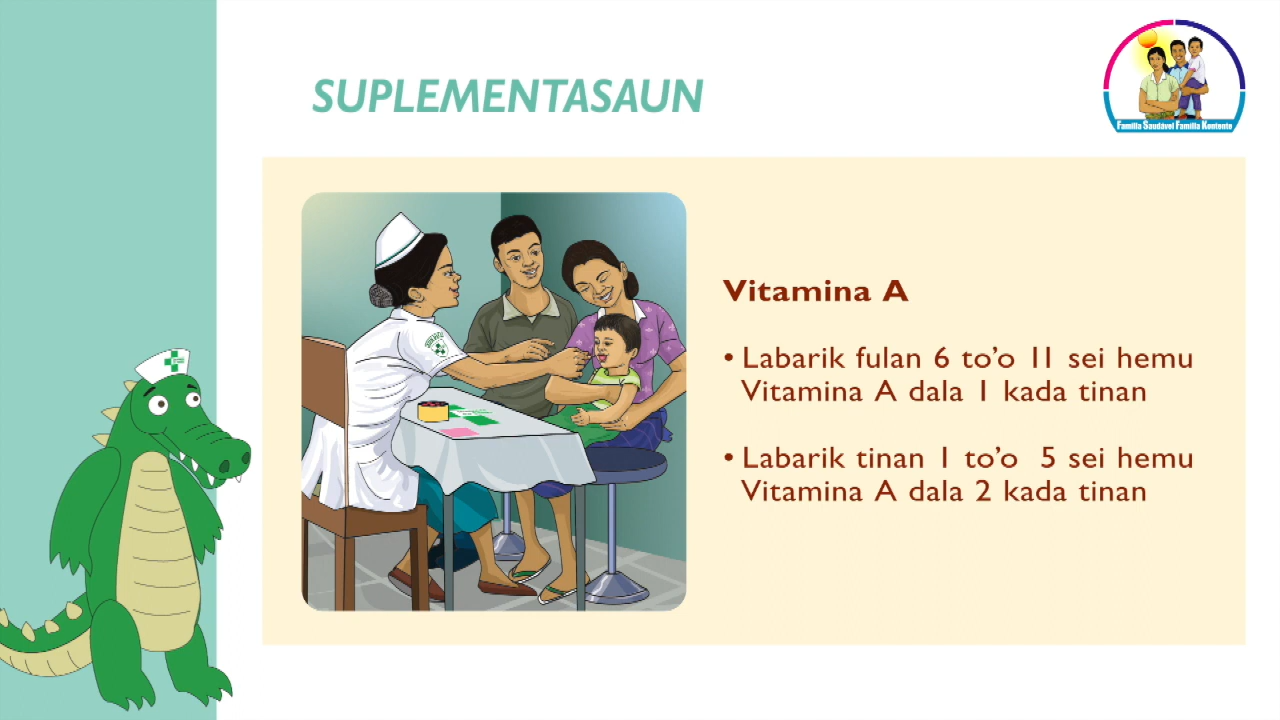 SUPLEMENTASAUN
Familia Saudável Familia Kontente
Vitamina A
• Labarik fulan 6 to’o 11 sei hemu
Vitamina A dala 1 kada tinan
• Labarik tinan 1 to’o 5 sei hemu
Vitamina A dala 2 kada tinan